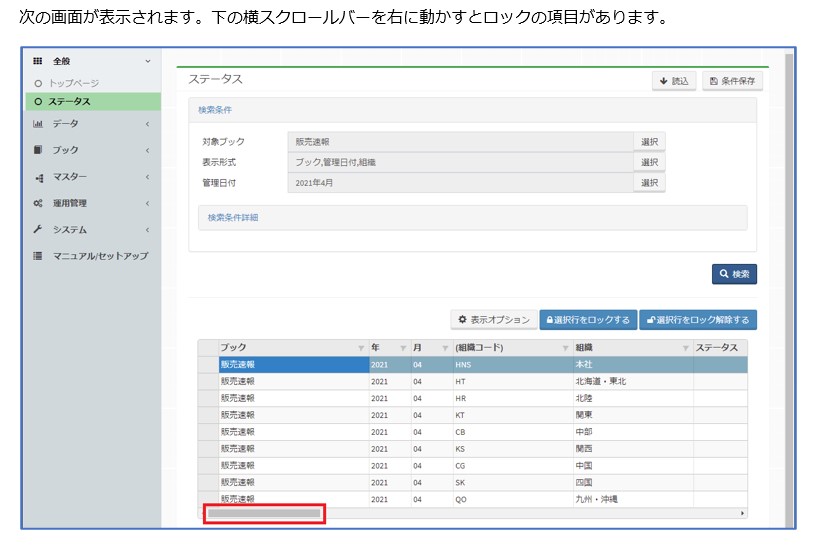 次の画面が表示されます。下の横スクロールバーを右に動かすとロックの項目があります。
全般
トップページ
ステータス
データ
ブック
マスター
運用管理
システム
マニュアル/セットアップ
ステータス
読込 条件保存
検索条件
対象ブック 販売速報 選択
表示形式 ブック,管理日付,組織 選択
管理日付 2021年4月 選択
検索条件詳細
検索
表示オプション 選択行をロックする 選択行をロック解除する
ブック 年 月 (組織コード) 組織 ステータス
販売速報 2021 04 HNS 本社
販売速報 2021 04 HT 北海道・東北
販売速報 2021 04 HR 北陸
販売速報 2021 04 KT 関東
販売速報 2021 04 CB 中部
販売速報 2021 04 KS 関西
販売速報 2021 04 CG 中国
販売速報 2021 04 SK 四国
販売速報 2021 04 QO 九州・沖縄